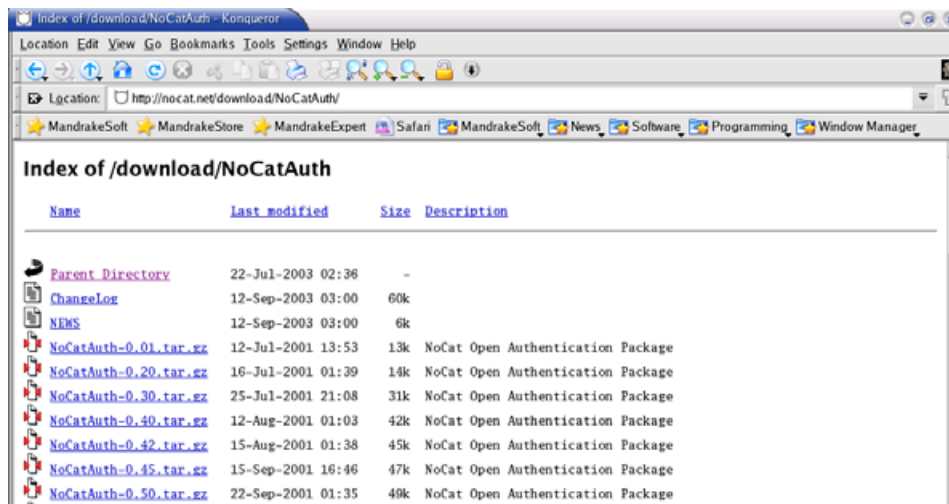 Index of /download/NoCatAuth - Konqueror
Location Edit View Go Bookmarks Tools Settings Window Help
Location: http://nocat.net/download/NoCatAuth/
MandrakeSoft MandrakeStore MandrakeExpert Safari MandrakeSoft News Software Programming Window Manager
Index of /download/NoCatAuth
Name Last modified Size Description
Parent Directory 22-Jul-2003 02:36 -
ChangeLog 12-Sep-2003 03:00 60k
NEWS 12-Sep-2003 03:00 6k
NoCatAuth-0.01.tar.gz 12-Jul-2001 13:53 13k NoCat Open Authentication Package
NoCatAuth-0.20.tar.gz 16-Jul-2001 01:39 14k NoCat Open Authentication Package
NoCatAuth-0.30.tar.gz 25-Jul-2001 21:08 31k NoCat Open Authentication Package
NoCatAuth-0.40.tar.gz 12-Aug-2001 01:03 42k NoCat Open Authentication Package
NoCatAuth-0.42.tar.gz 15-Aug-2001 01:38 45k NoCat Open Authentication Package
NoCatAuth-0.45.tar.gz 15-Sep-2001 16:46 47k NoCat Open Authentication Package
NoCatAuth-0.50.tar.gz 22-Sep-2001 01:35 49k NoCat Open Authentication Package